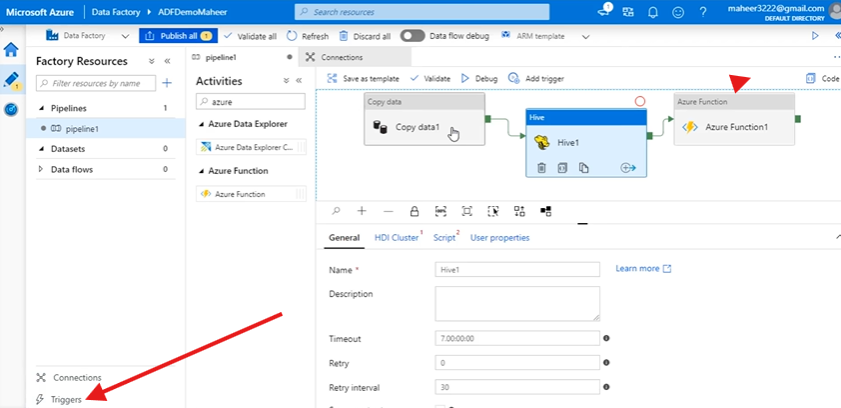 Microsoft Azure Data Factory ADFDemoMaheer Search resources 1 ? maheer3222@gmail.com
DEFAULT DIRECTORY
Data Factory Publish all 1 Validate all Refresh Discard all Data flow debug ARM template
Factory Resources
Filter resources by name
Pipelines 1
pipeline1
Datasets 0
Data flows 0
Connections
Triggers
1
pipeline1 Connections
Activities
azure
Azure Data Explorer
Azure Data Explorer C...
Azure Function
Azure Function
Save as template Validate Debug Add trigger Code
Copy data
Copy data1
Hive
Hive1
Azure Function
Azure Function1
General HDI Cluster 1 Script 2 User properties
Name * Hive1 Learn more
Description
Timeout 7.00:00:00
Retry 0
Retry interval 30